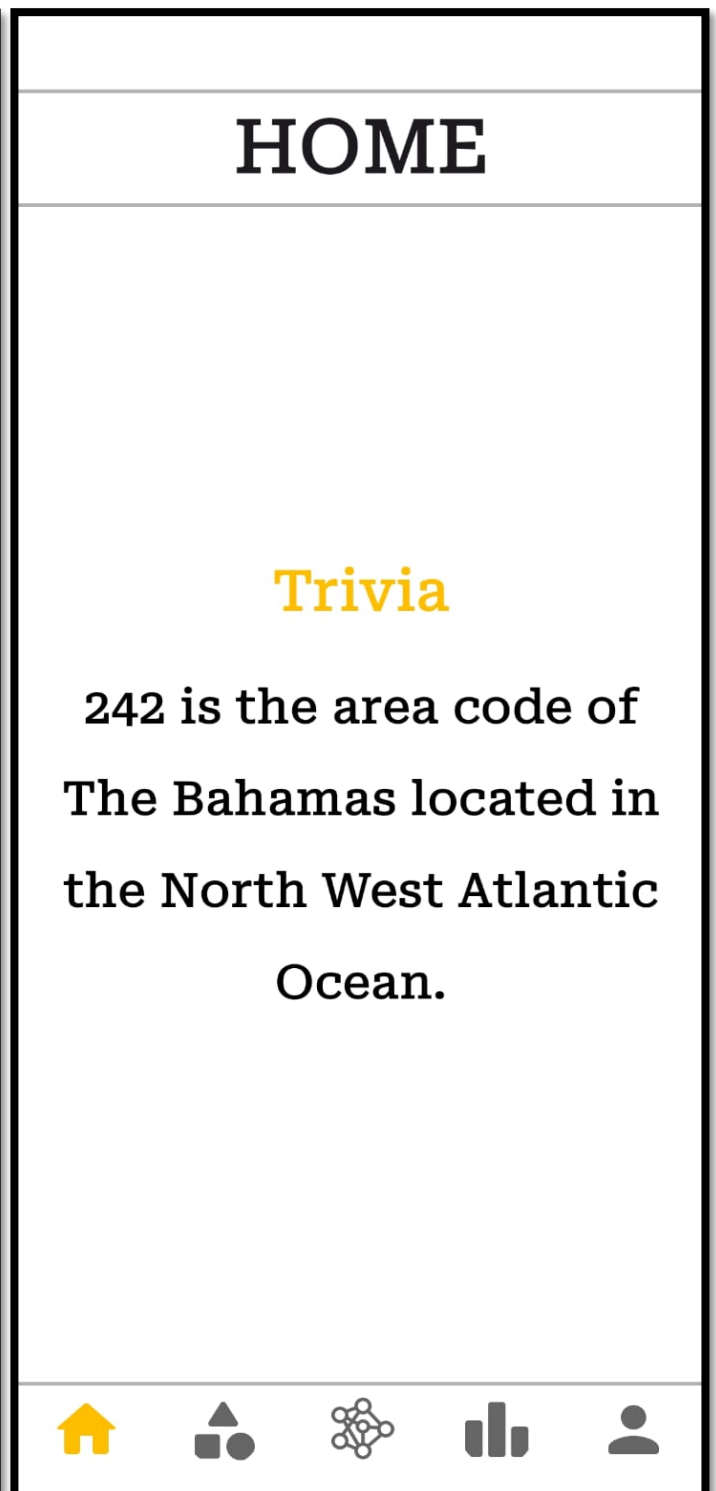 HOME
Trivia
242 is the area code of
The Bahamas located in
the North West Atlantic
Ocean.